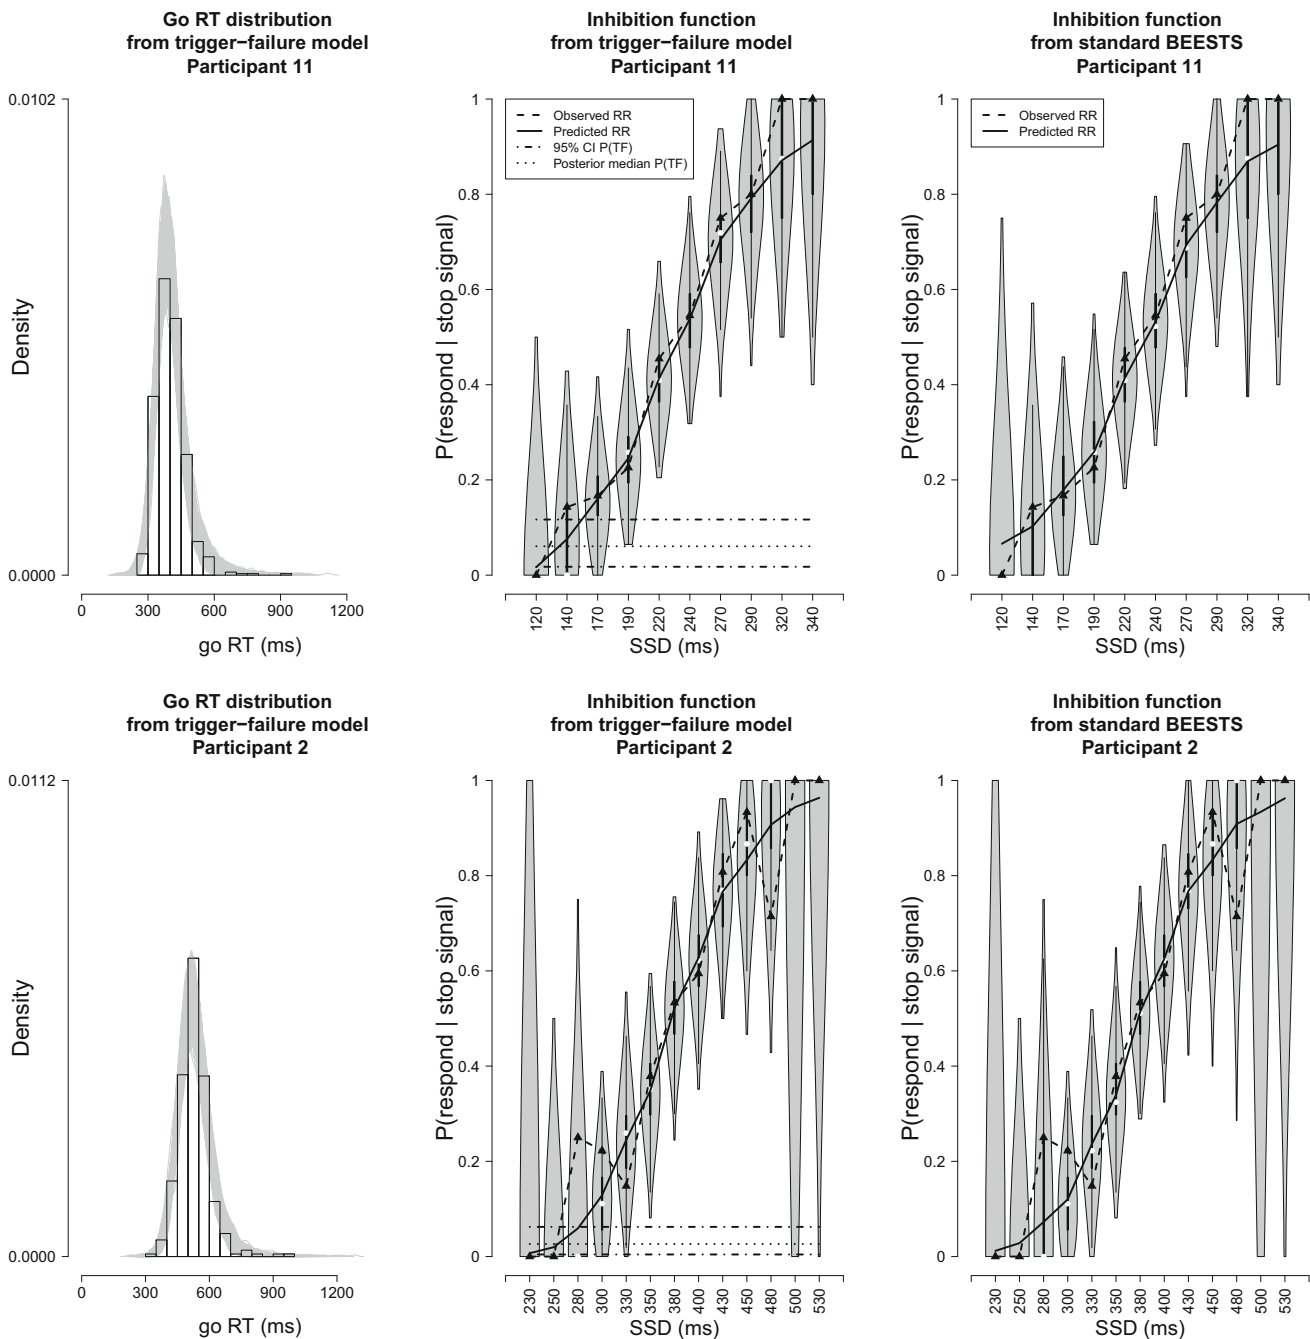 Go RT distribution
from trigger−failure model
Participant 11
0.0102
Density
0.0000
0
300
600
900
1200
go RT (ms)
Inhibition function
from trigger−failure model
Participant 11
Observed RR
Predicted RR
95% CI P(TF)
Posterior median P(TF)
P(respond | stop signal)
1
0.8
0.6
0.4
0.2
0
120
140
170
190
220
240
270
290
320
340
SSD (ms)
Inhibition function
from standard BEESTS
Participant 11
Observed RR
Predicted RR
P(respond | stop signal)
1
0.8
0.6
0.4
0.2
0
120
140
170
190
220
240
270
290
320
340
SSD (ms)
Go RT distribution
from trigger−failure model
Participant 2
0.0112
Density
0.0000
0
300
600
900
1200
go RT (ms)
Inhibition function
from trigger−failure model
Participant 2
P(respond | stop signal)
1
0.8
0.6
0.4
0.2
0
230
250
280
300
330
350
380
400
430
450
480
500
530
SSD (ms)
Inhibition function
from standard BEESTS
Participant 2
P(respond | stop signal)
1
0.8
0.6
0.4
0.2
0
230
250
280
300
330
350
380
400
430
450
480
500
530
SSD (ms)